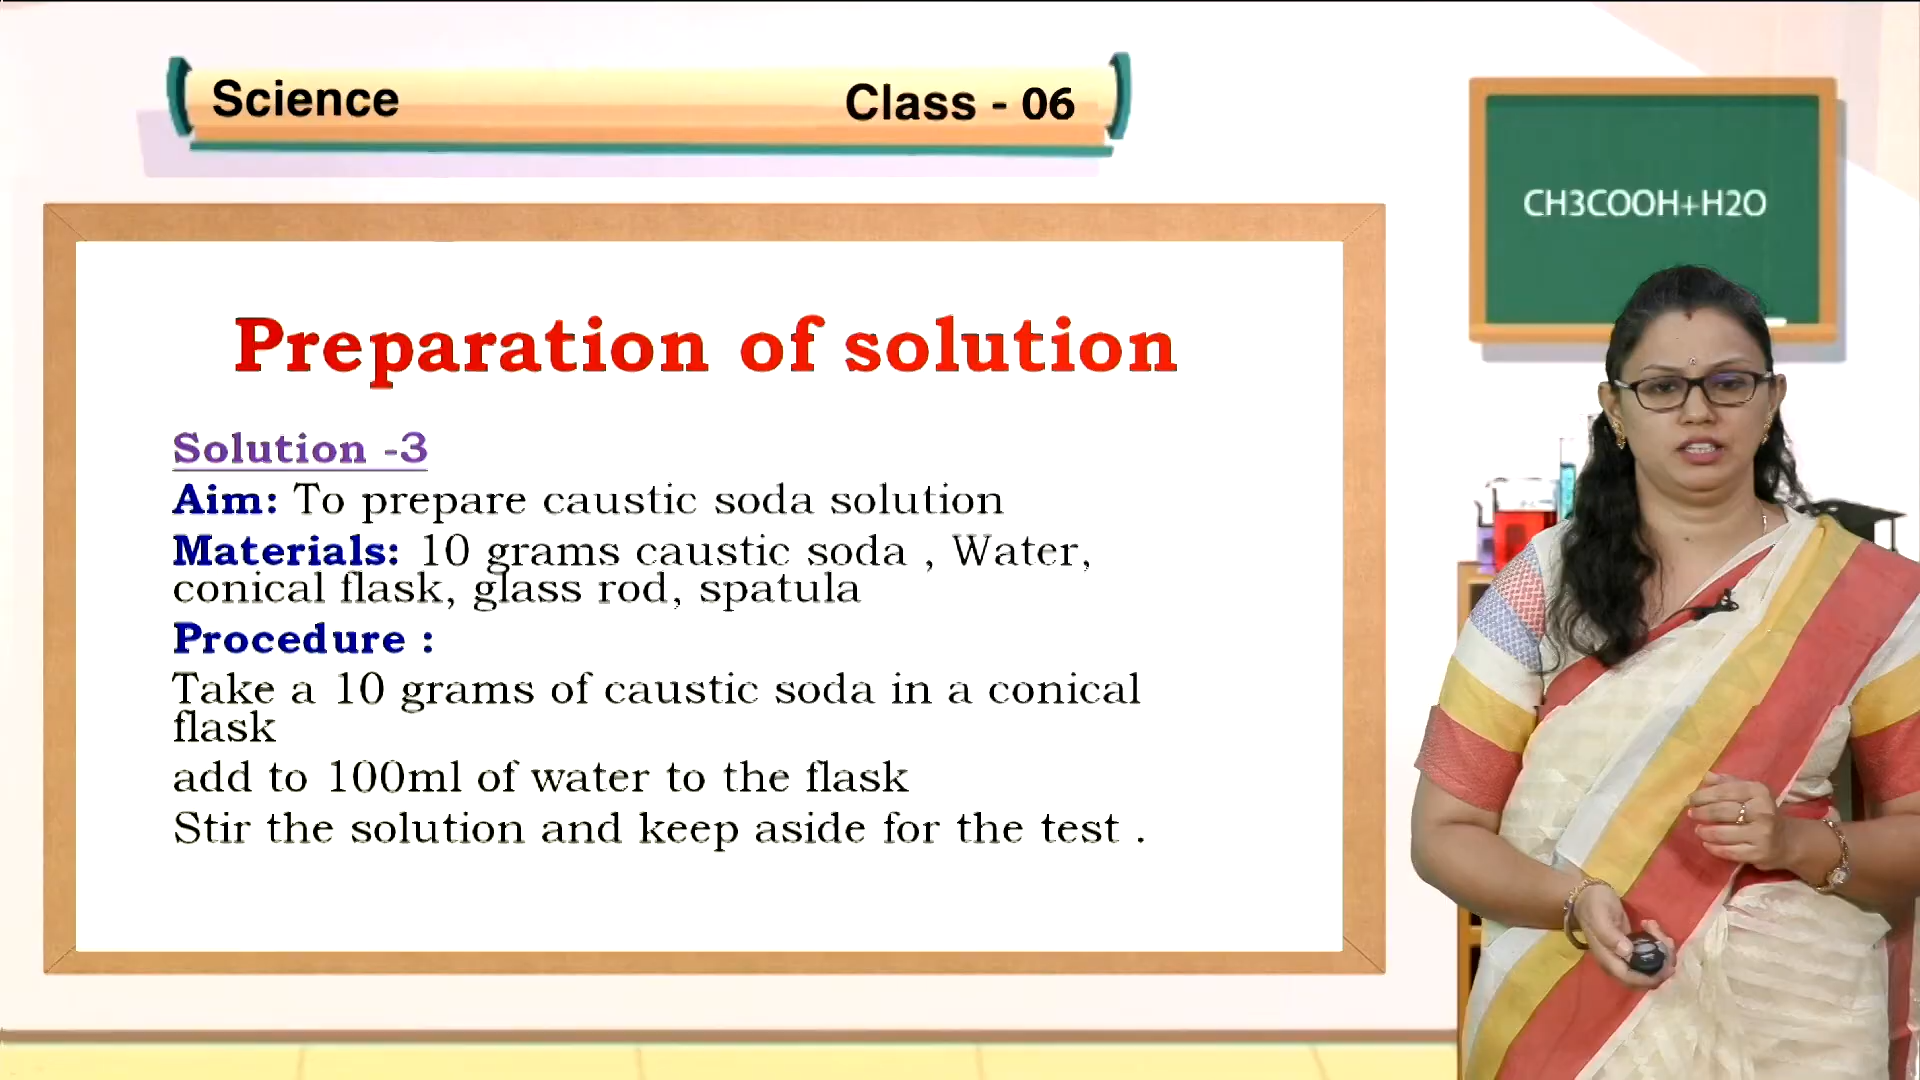 Science
Class - 06
CH3COOH+H2O
Preparation of solution
Solution -3
Aim: To prepare caustic soda solution
Materials: 10 grams caustic soda , Water,
conical flask, glass rod, spatula
Procedure :
Take a 10 grams of caustic soda in a conical
flask
add to 100ml of water to the flask
Stir the solution and keep aside for the test .